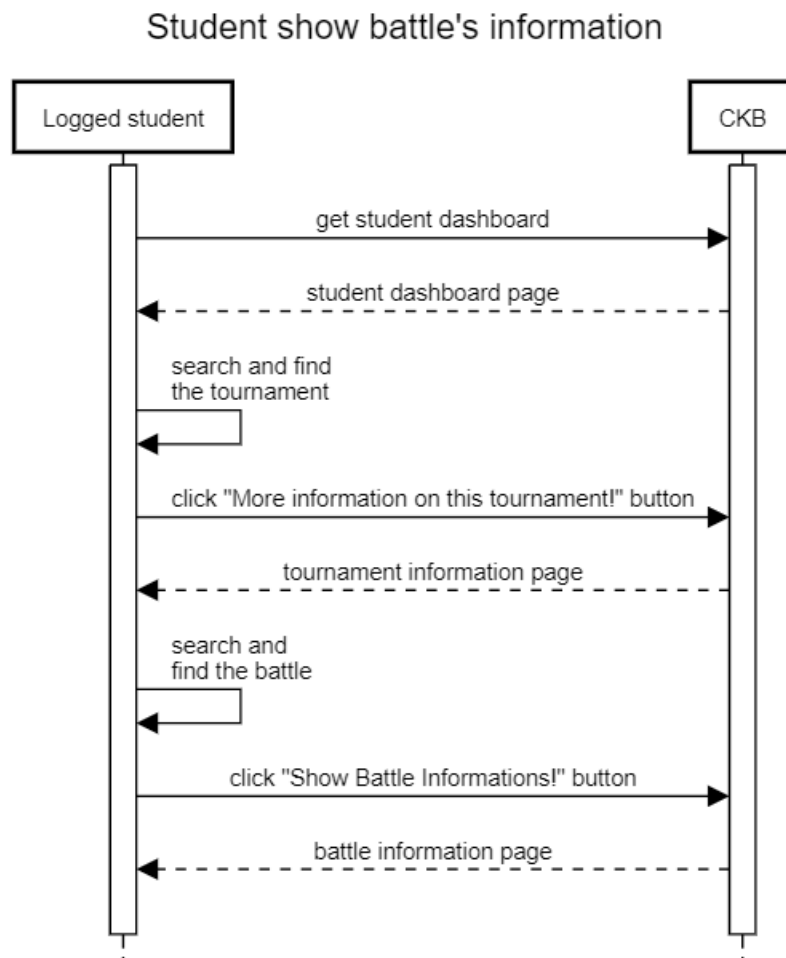 Student show battle's information
Logged student
CKB
get student dashboard
student dashboard page
search and find
the tournament
click "More information on this tournament!" button
tournament information page
search and
find the battle
click "Show Battle Informations!" button
battle information page